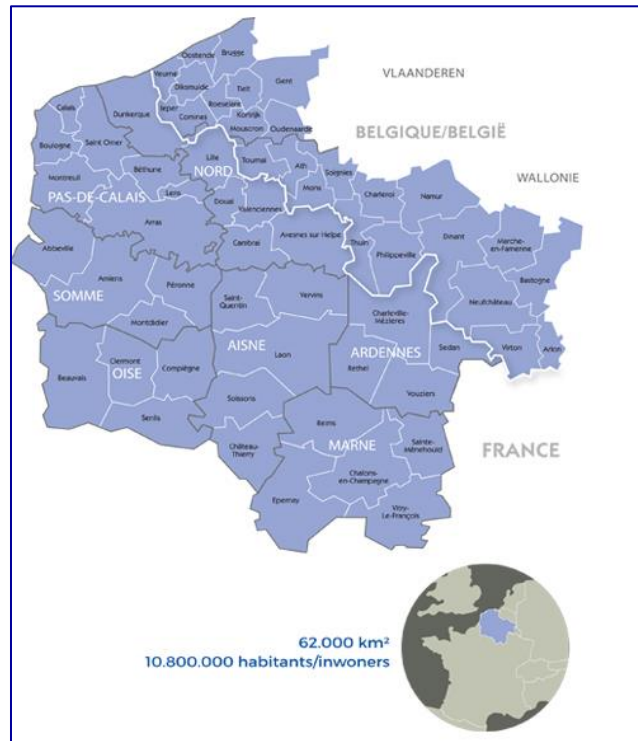 Oostende
Brugge
Veurne
Diksmuide
Tielt
Gent
VLAANDEREN
Calais
Dunkerque
Roeselare
Ieper
Kortrijk
Comines
Mouscron
Oudenaarde
BELGIQUE/BELGIË
Boulogne
Saint Omer
Lille
NORD
Tournai
Ath
Soignies
WALLONIE
Montreuil
Béthune
Mons
Charleroi
Namur
PAS-DE-CALAIS
Lens
Douai
Valenciennes
Arras
Cambrai
Avesnes sur Helpe
Thuin
Philippeville
Dinant
Marche-
en-Famenne
Abbeville
Bastogne
Amiens
Péronne
SOMME
Saint-
Quentin
Vervins
Charleville-
Mézières
Neufchâteau
Montdidier
AISNE
Laon
ARDENNES
Sedan
Virton
Arlon
Clermont
OISE
Compiègne
Beauvais
Rethel
Vouziers
Soissons
Senlis
Reims
Château-
Thierry
MARNE
Sainte-
Ménehould
FRANCE
Chalons-
en-Champagne
Epernay
Vitry-
Le-François
62.000 km²
10.800.000 habitants/inwoners